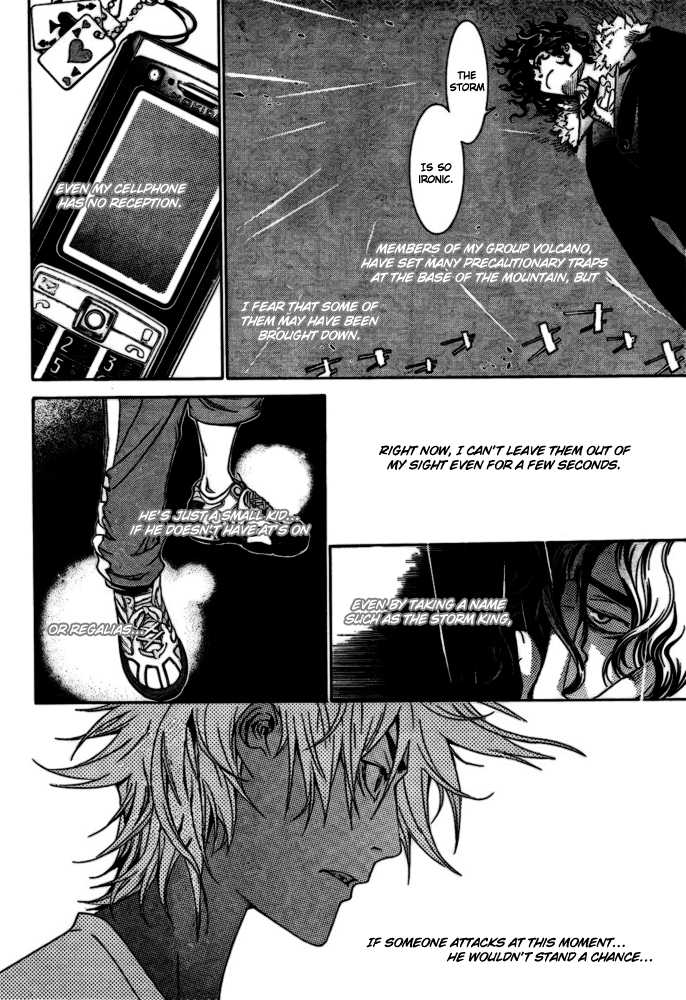 EVEN MY CELLPHONE
HAS NO RECEPTION.
THE
STORM
IS SO
IRONIC.
MEMBERS OF MY GROUP VOLCANO,
HAVE SET MANY PRECAUTIONARY TRAPS
AT THE BASE OF THE MOUNTAIN, BUT
I FEAR THAT SOME OF
THEM MAY HAVE BEEN
BROUGHT DOWN.
2
3
5
RIGHT NOW, I CAN'T LEAVE THEM OUT OF
MY SIGHT EVEN FOR A FEW SECONDS.
HE'S JUST A SMALL KID...
IF HE DOESN'T HAVE AT'S ON
OR REGALIAS...
EVEN BY TAKING A NAME
SUCH AS THE STORM KING,
IF SOMEONE ATTACKS AT THIS MOMENT...
HE WOULDN'T STAND A CHANCE...